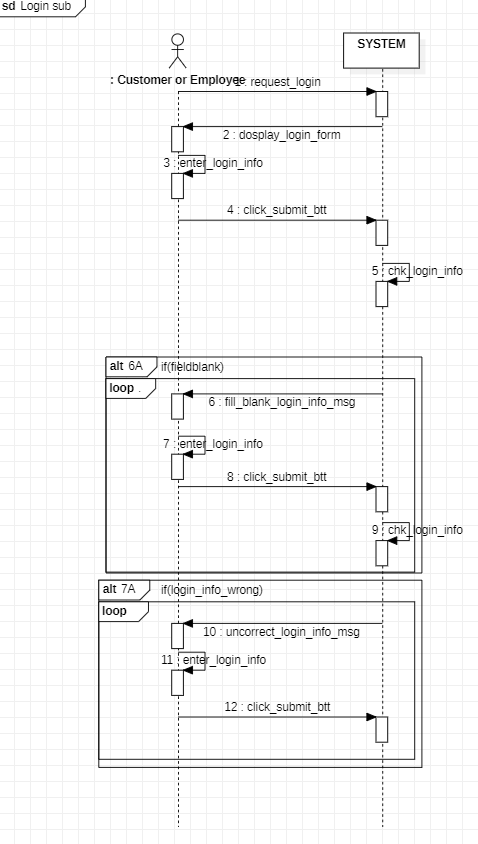 sd Login sub
SYSTEM
: Customer or Employee
1 : request_login
2 : dosplay_login_form
3 : enter_login_info
4 : click_submit_btt
5 : chk_login_info
alt 6A if(fieldblank)
loop .
6 : fill_blank_login_info_msg
7 : enter_login_info
8 : click_submit_btt
9 : chk_login_info
alt 7A if(login_info_wrong)
loop
10 : uncorrect_login_info_msg
11 : enter_login_info
12 : click_submit_btt